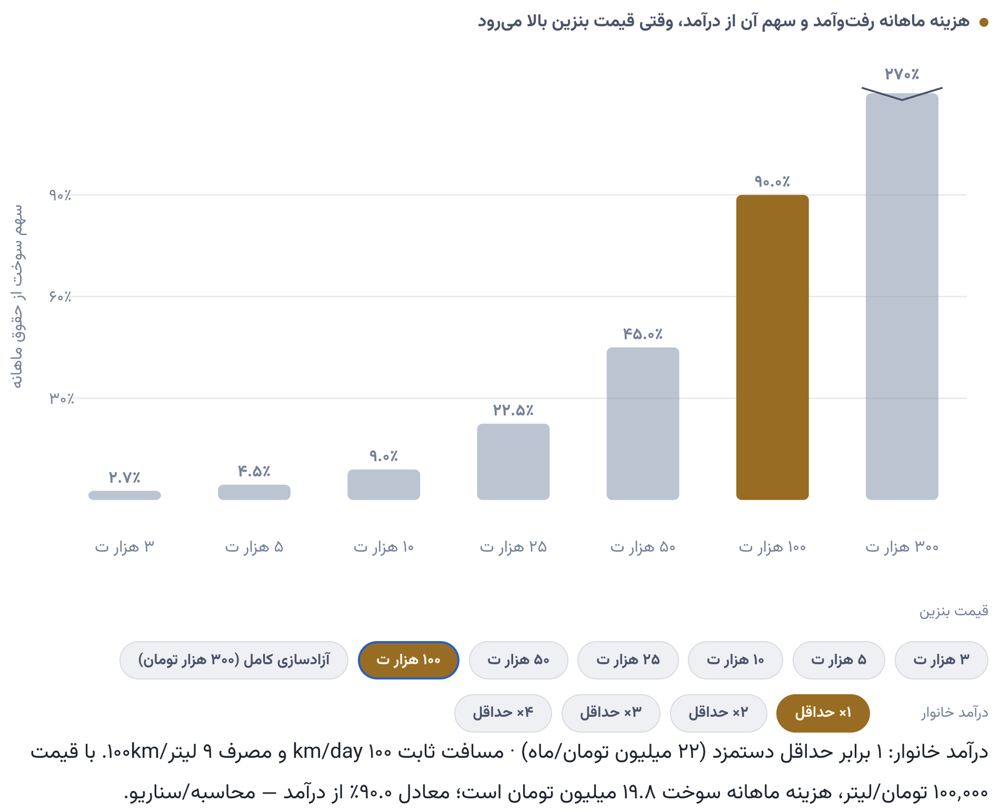 هزینه ماهانه رفت‌وآمد و سهم آن از درآمد، وقتی قیمت بنزین بالا می‌رود
۲۷۰٪
۹۰.۰٪
۹۰٪
۶۰٪
۴۵.۰٪
۳۰٪
۲۲.۵٪
۹.۰٪
۴.۵٪
۲.۷٪
سهم سوخت از حقوق ماهانه
۳ هزار ت
۵ هزار ت
۱۰ هزار ت
۲۵ هزار ت
۵۰ هزار ت
۱۰۰ هزار ت
۳۰۰ هزار ت
قیمت بنزین
۳ هزار ت
۵ هزار ت
۱۰ هزار ت
۲۵ هزار ت
۵۰ هزار ت
۱۰۰ هزار ت
آزادسازی کامل (۳۰۰ هزار تومان)
درآمد خانوار
۱× حداقل
۲× حداقل
۳× حداقل
۴× حداقل
درآمد خانوار: ۱ برابر حداقل دستمزد (۲۲ میلیون تومان/ماه) · مسافت ثابت ۱۰۰ km/day و مصرف ۹ لیتر/۱۰۰km. با قیمت
۱۰۰,۰۰۰ تومان/لیتر، هزینه ماهانه سوخت ۱۹.۸ میلیون تومان است؛ معادل ۹۰.۰٪ از درآمد — محاسبه/سناریو.